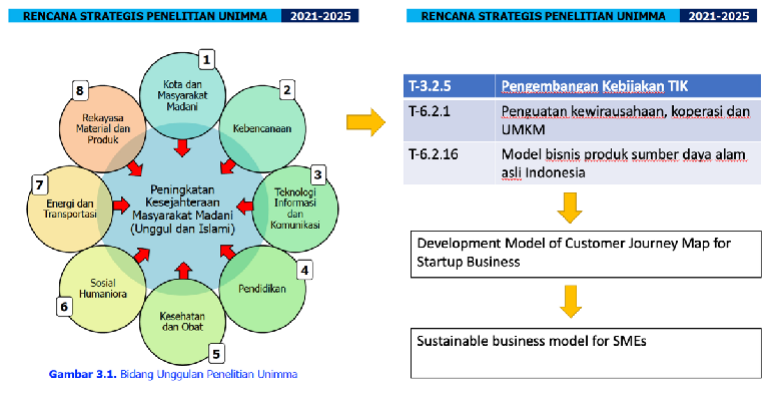 RENCANA STRATEGIS PENELITIAN UNIMMA 2021-2025
1
Kota dan
Masyarakat
Madani
2
Kebencanaan
3
Teknologi
Informasi
dan
Komunikasi
4
Pendidikan
5
Kesehatan
dan Obat
6
Sosial
Humaniora
7
Energi dan
Transportasi
8
Rekayasa
Material dan
Produk
Peningkatan
Kesejahteraan
Masyarakat Madani
(Unggul dan Islami)
Gambar 3.1. Bidang Unggulan Penelitian Unimma
RENCANA STRATEGIS PENELITIAN UNIMMA 2021-2025
T-3.2.5 Pengembangan Kebijakan TIK
T-6.2.1 Penguatan kewirausahaan, koperasi dan
UMKM
T-6.2.16 Model bisnis produk sumber daya alam
asli Indonesia
Development Model of Customer Journey Map for
Startup Business
Sustainable business model for SMEs